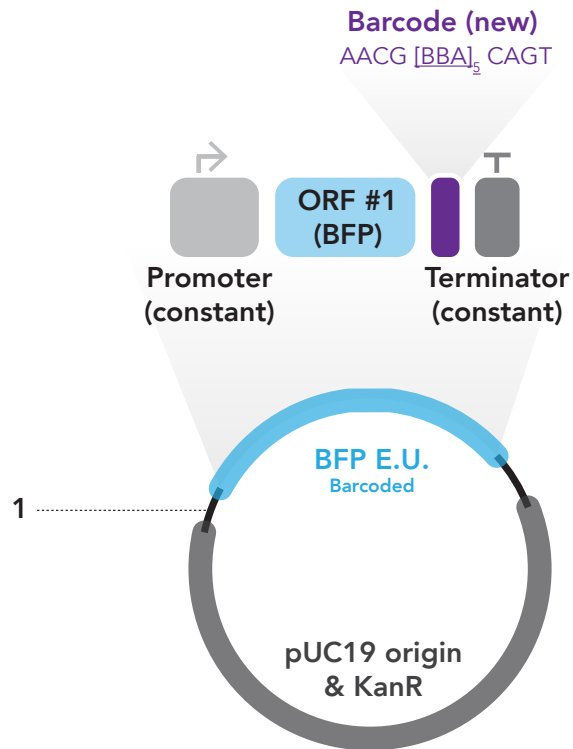 Barcode (new)
AACG [BBA]5 CAGT
ORF #1
(BFP)
Promoter
(constant)
Terminator
(constant)
BFP E.U.
Barcoded
1
pUC19 origin
& KanR